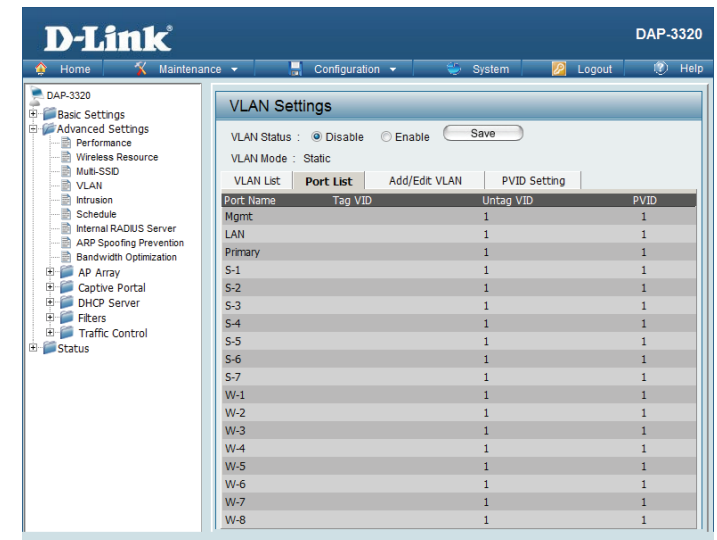 D-Link®
DAP-3320
Home Maintenance Configuration System Logout Help
DAP-3320
Basic Settings
Advanced Settings
Performance
Wireless Resource
Multi-SSID
VLAN
Intrusion
Schedule
Internal RADIUS Server
ARP Spoofing Prevention
Bandwidth Optimization
AP Array
Captive Portal
DHCP Server
Filters
Traffic Control
Status
VLAN Settings
VLAN Status : Disable Enable Save
VLAN Mode : Static
VLAN List Port List Add/Edit VLAN PVID Setting
Port Name Tag VID Untag VID PVID
Mgmt 1 1
LAN 1 1
Primary 1 1
S-1 1 1
S-2 1 1
S-3 1 1
S-4 1 1
S-5 1 1
S-6 1 1
S-7 1 1
W-1 1 1
W-2 1 1
W-3 1 1
W-4 1 1
W-5 1 1
W-6 1 1
W-7 1 1
W-8 1 1